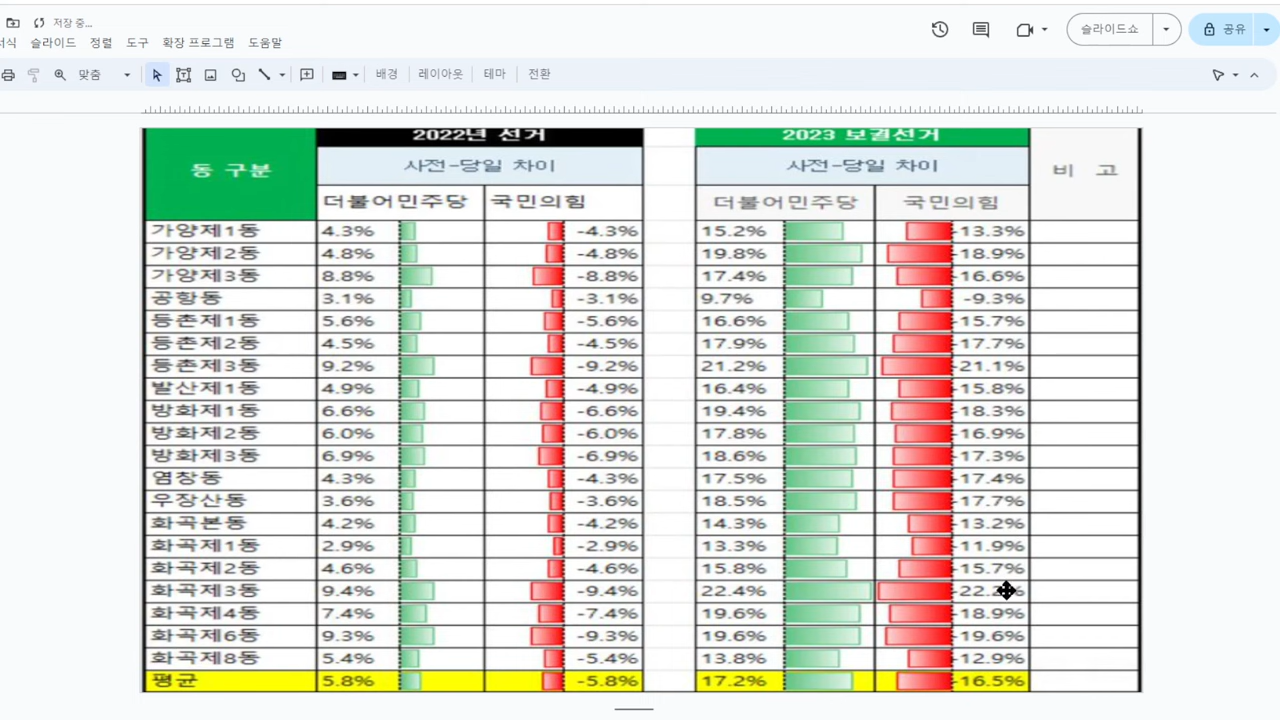 저장 중...
서식 슬라이드 정렬 도구 확장 프로그램 도움말
슬라이드쇼 공유
맞춤 배경 레이아웃 테마 전환
동 구분 2022년 선거 2023 보궐선거 비 고
사전-당일 차이 사전-당일 차이
더불어민주당 국민의힘 더불어민주당 국민의힘
가양제1동 4.3% -4.3% 15.2% -13.3%
가양제2동 4.8% -4.8% 19.8% -18.9%
가양제3동 8.8% -8.8% 17.4% -16.6%
공항동 3.1% -3.1% 9.7% -9.3%
등촌제1동 5.6% -5.6% 16.6% -15.7%
등촌제2동 4.5% -4.5% 17.9% -17.7%
등촌제3동 9.2% -9.2% 21.2% -21.1%
발산제1동 4.9% -4.9% 16.4% -15.8%
방화제1동 6.6% -6.6% 19.4% -18.3%
방화제2동 6.0% -6.0% 17.8% -16.9%
방화제3동 6.9% -6.9% 18.6% -17.3%
염창동 4.3% -4.3% 17.5% -17.4%
우장산동 3.6% -3.6% 18.5% -17.7%
화곡본동 4.2% -4.2% 14.3% -13.2%
화곡제1동 2.9% -2.9% 13.3% -11.9%
화곡제2동 4.6% -4.6% 15.8% -15.7%
화곡제3동 9.4% -9.4% 22.4%
화곡제4동 7.4% -7.4% 19.6% -18.9%
화곡제6동 9.3% -9.3% 19.6% -19.6%
화곡제8동 5.4% -5.4% 13.8% -12.9%
평균 5.8% -5.8% 17.2% -16.5%